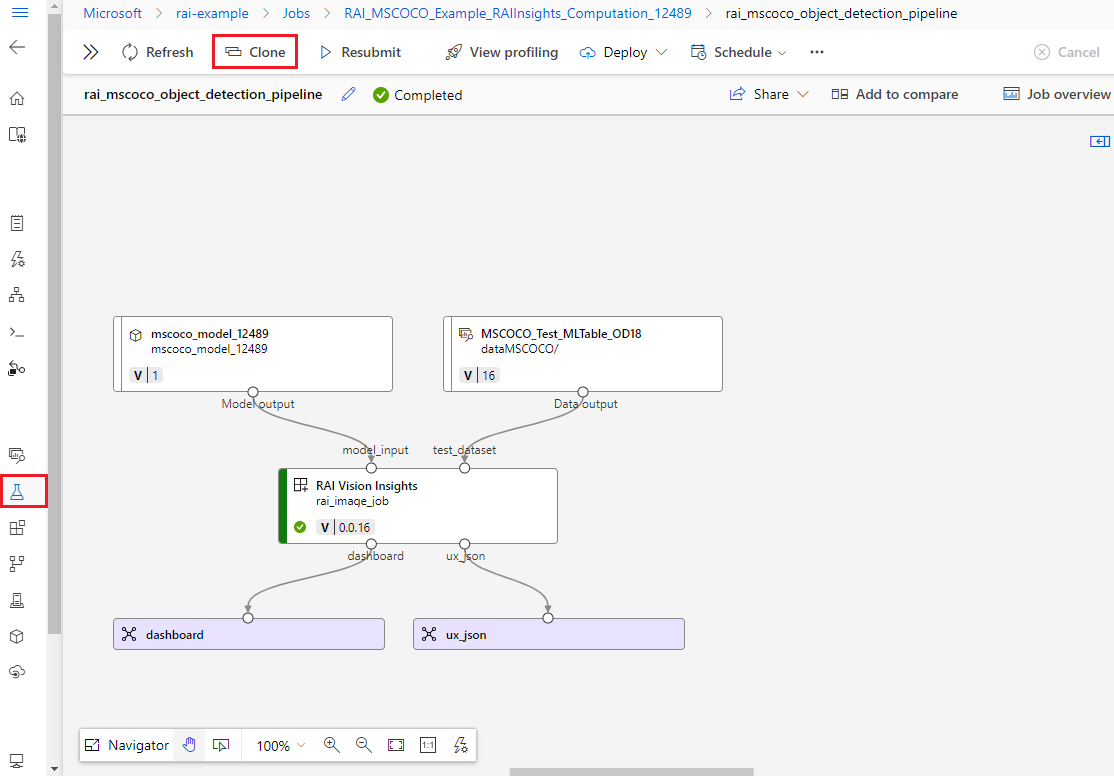 Microsoft > rai-example > Jobs > RAI_MSCOCO_Example_RAIInsights_Computation_12489 > rai_mscoco_object_detection_pipeline
Refresh Clone Resubmit View profiling Deploy Schedule ... Cancel
rai_mscoco_object_detection_pipeline Completed Share Add to compare Job overview
mscoco_model_12489
mscoco_model_12489
V 1
MSCOCO_Test_MLTable_OD18
dataMSCOCO/
V 16
Model output
Data output
model_input
test_dataset
RAI Vision Insights
rai_image_job
V 0.0.16
dashboard
ux_json
dashboard
ux_json
Navigator 100% 1:1